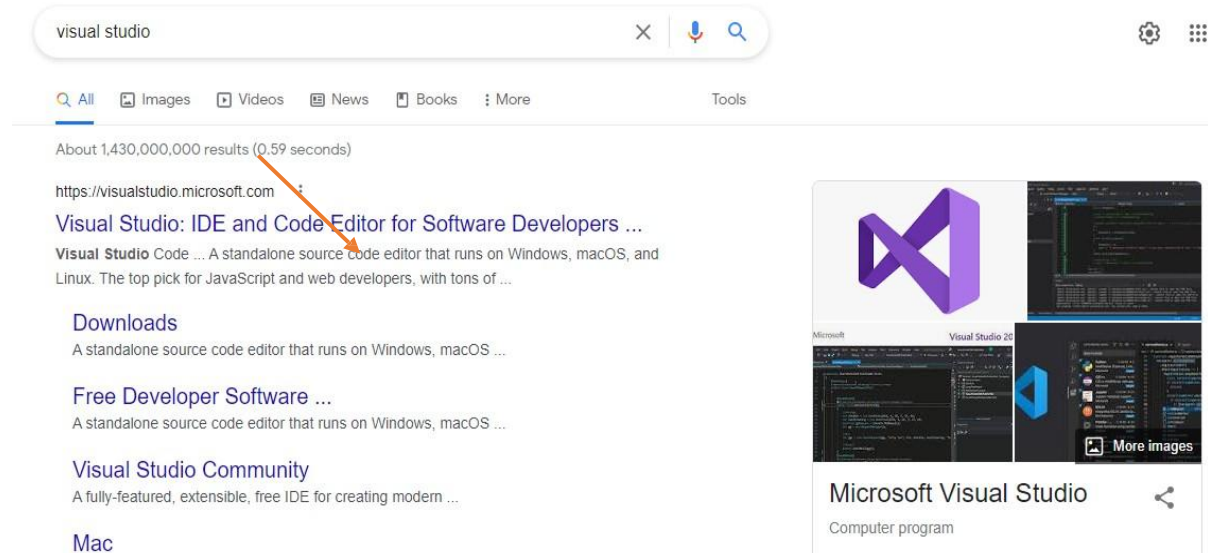 visual studio
All Images Videos News Books More Tools
About 1,430,000,000 results (0.59 seconds)
https://visualstudio.microsoft.com
Visual Studio: IDE and Code Editor for Software Developers ...
Visual Studio Code ... A standalone source code editor that runs on Windows, macOS, and
Linux. The top pick for JavaScript and web developers, with tons of ...
Downloads
A standalone source code editor that runs on Windows, macOS ...
Free Developer Software ...
A standalone source code editor that runs on Windows, macOS ...
Visual Studio Community
A fully-featured, extensible, free IDE for creating modern ...
Mac
Microsoft Visual Studio 20
More images
Microsoft Visual Studio
Computer program